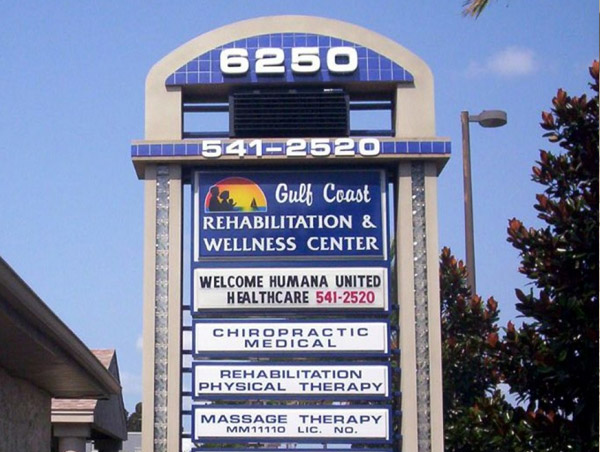 6250
541-2520
Gulf Coast
REHABILITATION &
WELLNESS CENTER
WELCOME HUMANA UNITED
HEALTHCARE 541-2520
CHIROPRACTIC
MEDICAL
REHABILITATION
PHYSICAL THERAPY
MASSAGE THERAPY
MM11110 LIC. NO.